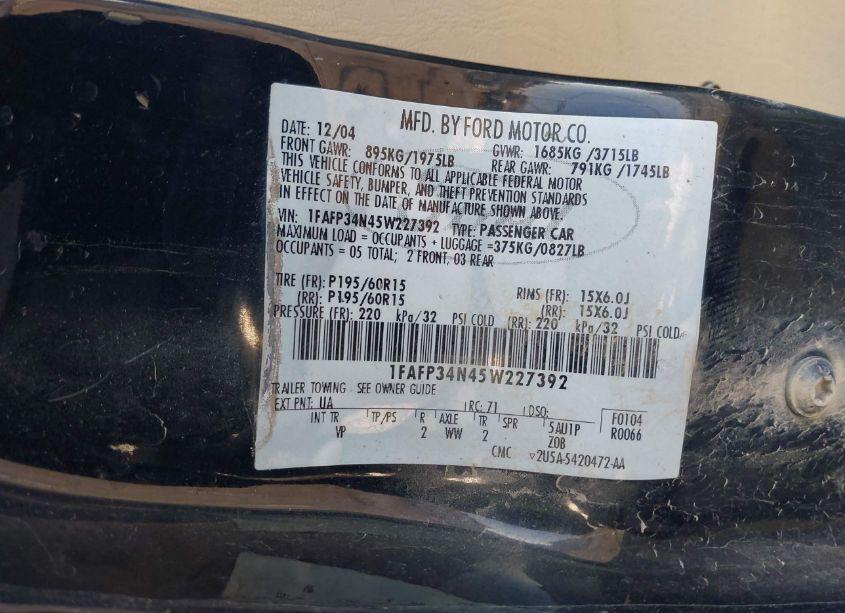 MFD. BY FORD MOTOR CO.
DATE: 12/04 GVWR: 1685KG /3715LB
FRONT GAWR: 895KG/1975LB REAR GAWR: 791KG /1745LB
THIS VEHICLE CONFORMS TO ALL APPLICABLE FEDERAL MOTOR
VEHICLE SAFETY, BUMPER, AND THEFT PREVENTION STANDARDS
IN EFFECT ON THE DATE OF MANUFACTURE SHOWN ABOVE.
VIN: 1FAFP34N45W227392 TYPE: PASSENGER CAR
MAXIMUM LOAD = OCCUPANTS + LUGGAGE =375KG/0827LB
OCCUPANTS = 05 TOTAL; 2 FRONT, 03 REAR
TIRE (FR): P195/60R15 RINS (FR): 15X6.0J
(RR): P195/60R15 (RR): 15X6.0J
PRESSURE (FR): 220 kPa/32 PSI COLD (RR): 220 kPa/32 PSI COLD
1FAFP34N45W227392
TRAILER TOWING - SEE OWNER GUIDE
EXT PNT: UA RC: 71 DSO:
INT TR TP/PS R AXLE TR SPR 5AU1P F0104
VP 2 WW 2 Z0B R0066
CMC ▽2U5A-5420472-AA